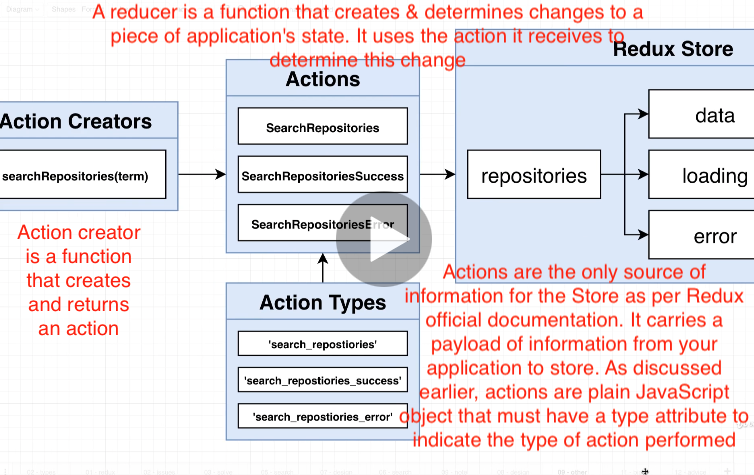 A reducer is a function that creates & determines changes to a
piece of application's state. It uses the action it receives to
determine this change
Redux Store
Actions
Action Creators
SearchRepositories
data
searchRepositories(term)
SearchRepostioriesSuccess
repositories
loading
SearchRepositoriesError
error
Action creator
is a function
that creates
and returns
an action
Actions are the only source of
information for the Store as per Redux
official documentation. It carries a
payload of information from your
application to store. As discussed
earlier, actions are plain JavaScript
object that must have a type attribute to
indicate the type of action performed
Action Types
'search_repostiories'
'search_repostiories_success'
'search_repostiories_error'